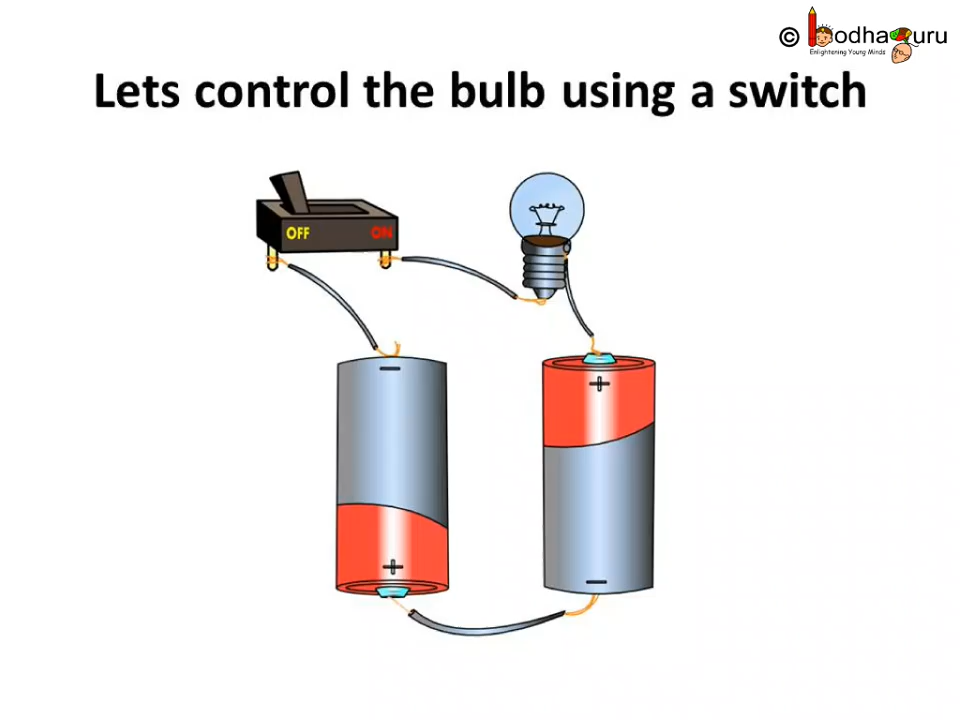 © BodhaGuru
Enlightening Young Minds
Lets control the bulb using a switch
OFF ON
− +
+ −